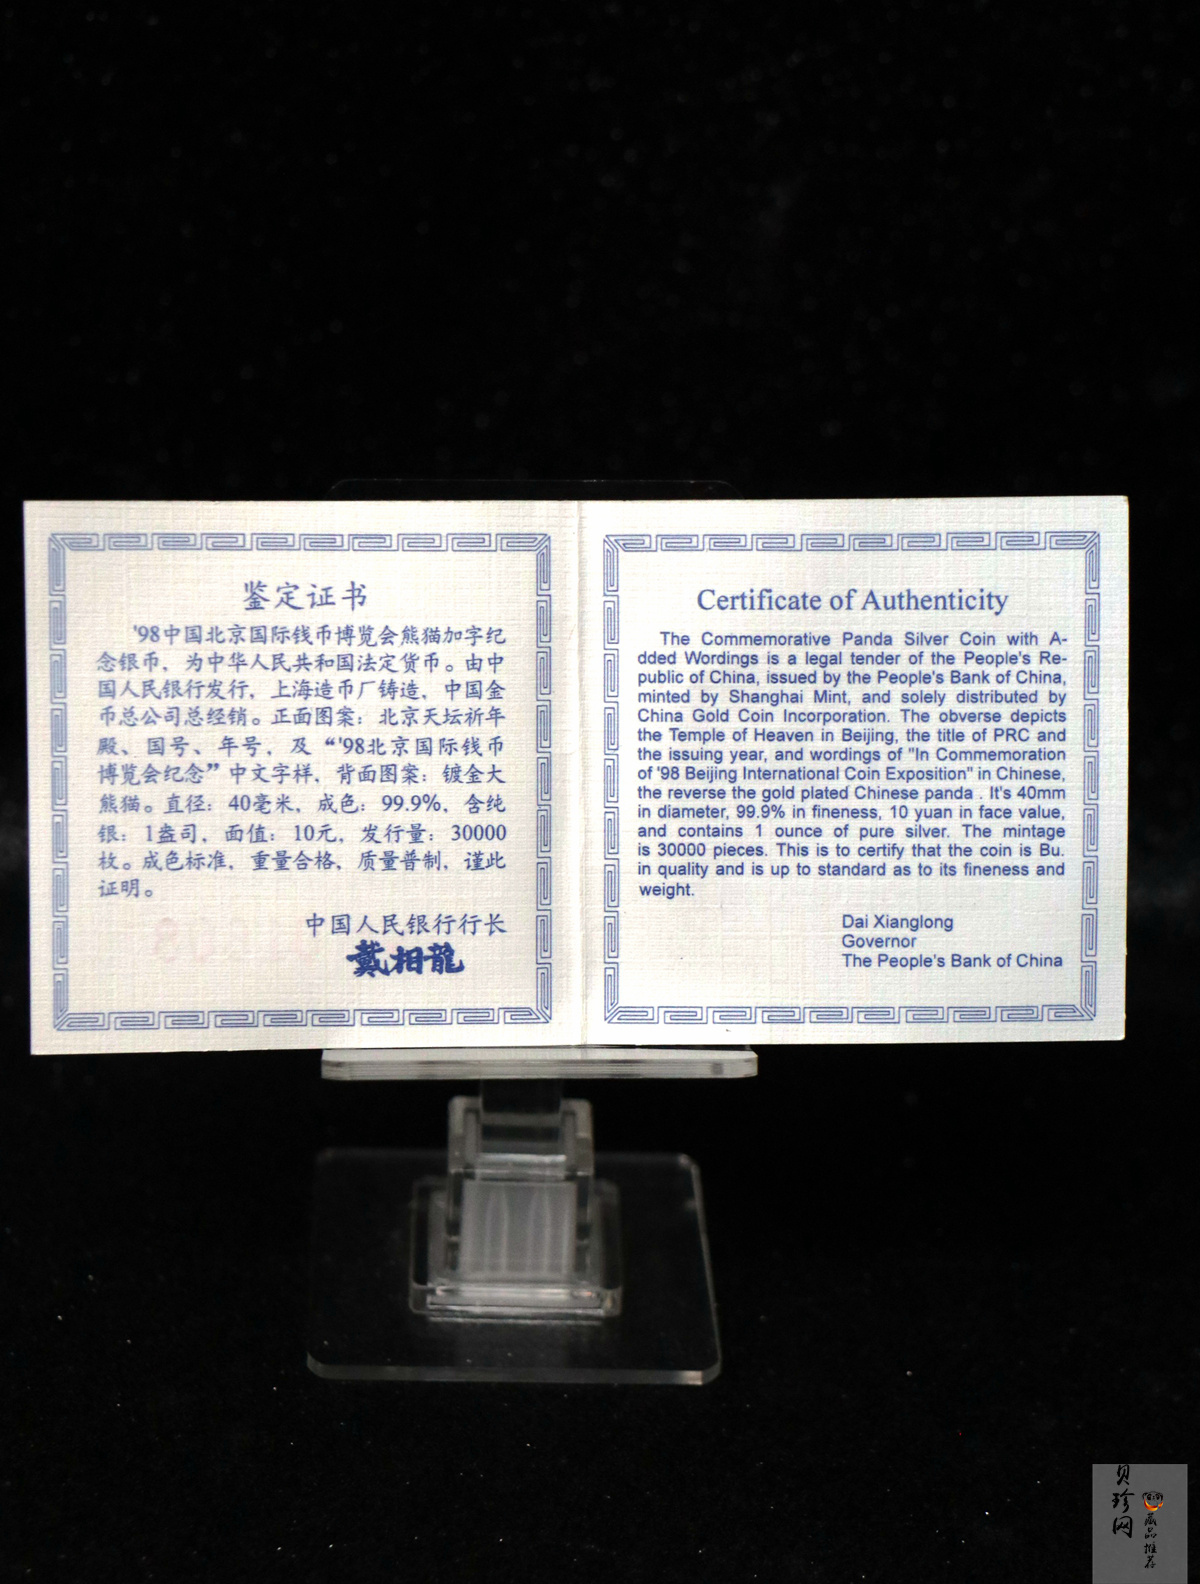 鉴定证书
'98中国北京国际钱币博览会熊猫加字纪
念银币，为中华人民共和国法定货币。由中
国人民银行发行，上海造币厂铸造，中国金
币总公司总经销。正面图案：北京天坛祈年
殿、国号、年号，及“'98北京国际钱币
博览会纪念”中文字样，背面图案：镀金大
熊猫。直径：40毫米，成色：99.9%，含纯
银：1盎司，面值：10元，发行量：30000
枚。成色标准，重量合格，质量普制，谨此
证明。
中国人民银行行长
戴相龍
Certificate of Authenticity
The Commemorative Panda Silver Coin with A-
dded Wordings is a legal tender of the People's Re-
public of China, issued by the People's Bank of China,
minted by Shanghai Mint, and solely distributed by
China Gold Coin Incorporation. The obverse depicts
the Temple of Heaven in Beijing, the title of PRC and
the issuing year, and wordings of "In Commemoration
of '98 Beijing International Coin Exposition" in Chinese,
the reverse the gold plated Chinese panda . It's 40mm
in diameter, 99.9% in fineness, 10 yuan in face value,
and contains 1 ounce of pure silver. The mintage
is 30000 pieces. This is to certify that the coin is Bu.
in quality and is up to standard as to its fineness and
weight.
Dai Xianglong
Governor
The People's Bank of China
贝珍网
藏品推荐